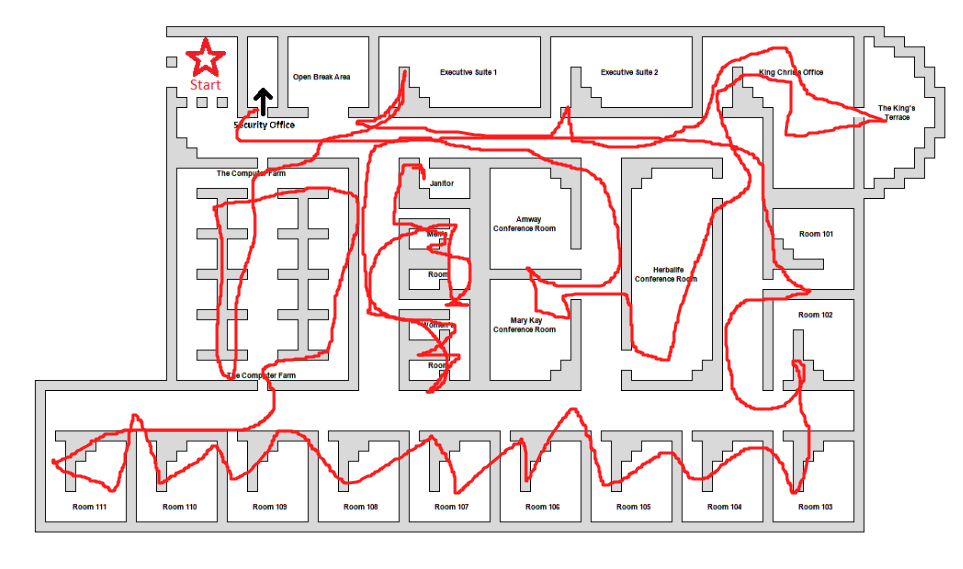 Start
Open Break Area
Executive Suite 1
Executive Suite 2
King Chris's Office
The King's
Terrace
Security Office
The Computer Farm
Janitor
Men's
Room
Women's
Room
Amway
Conference Room
Mary Kay
Conference Room
Herbalife
Conference Room
Room 101
Room 102
The Computer Farm
Room 111
Room 110
Room 109
Room 108
Room 107
Room 106
Room 105
Room 104
Room 103